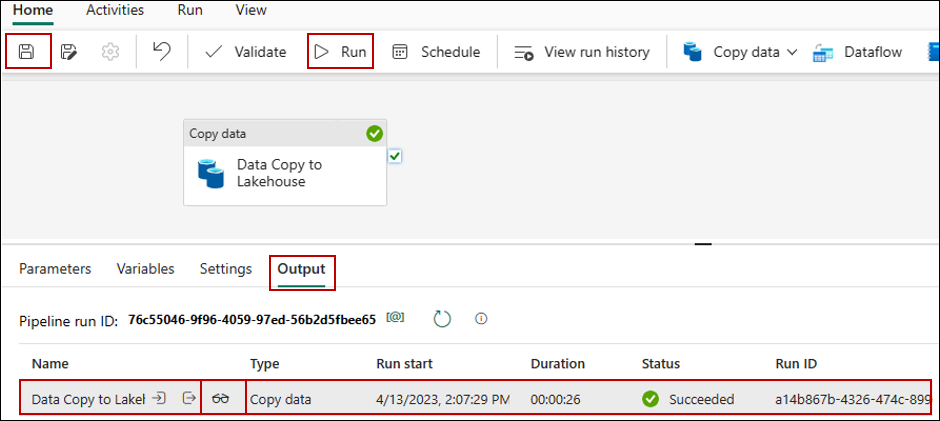 Home Activities Run View
Validate Run Schedule View run history Copy data Dataflow
Copy data
Data Copy to
Lakehouse
Parameters Variables Settings Output
Pipeline run ID: 76c55046-9f96-4059-97ed-56b2d5fbee65 [@]
Name Type Run start Duration Status Run ID
Data Copy to Lakel Copy data 4/13/2023, 2:07:29 PM 00:00:26 Succeeded a14b867b-4326-474c-899